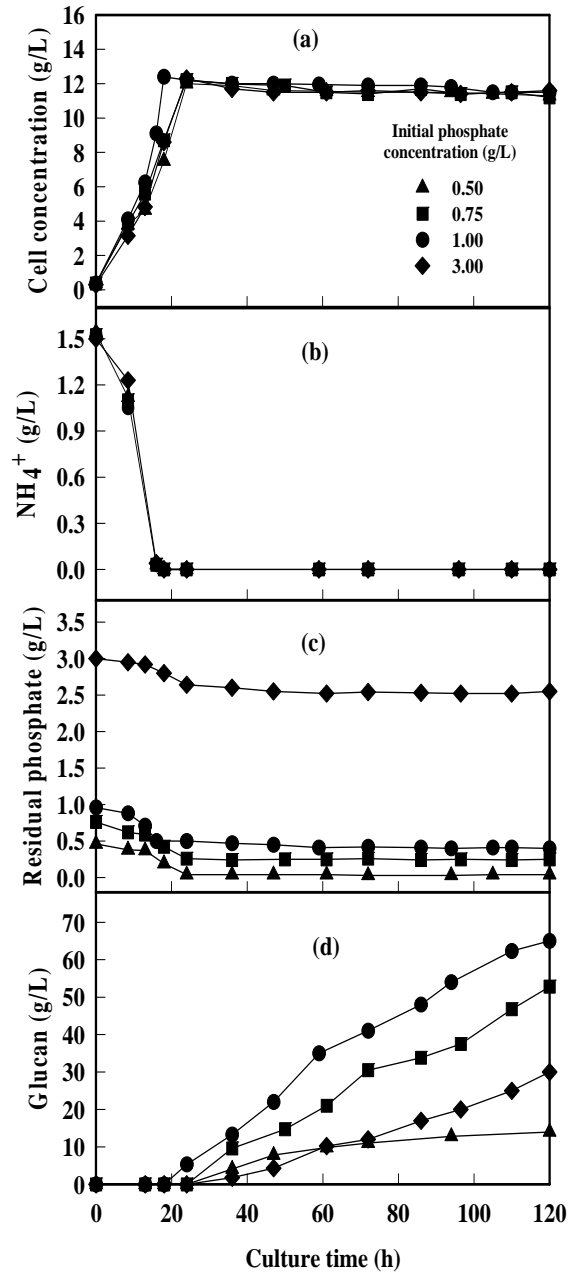 16
(a)
14
12
10
8
6
4
2
0
Cell concentration (g/L)
Initial phosphate
concentration (g/L)
0.50
0.75
1.00
3.00
1.5
(b)
1.2
0.9
0.6
0.3
0.0
NH4+ (g/L)
3.5
(c)
3.0
2.5
2.0
1.5
1.0
0.5
0.0
Residual phosphate (g/L)
70
(d)
60
50
40
30
20
10
0
Glucan (g/L)
0 20 40 60 80 100 120
Culture time (h)